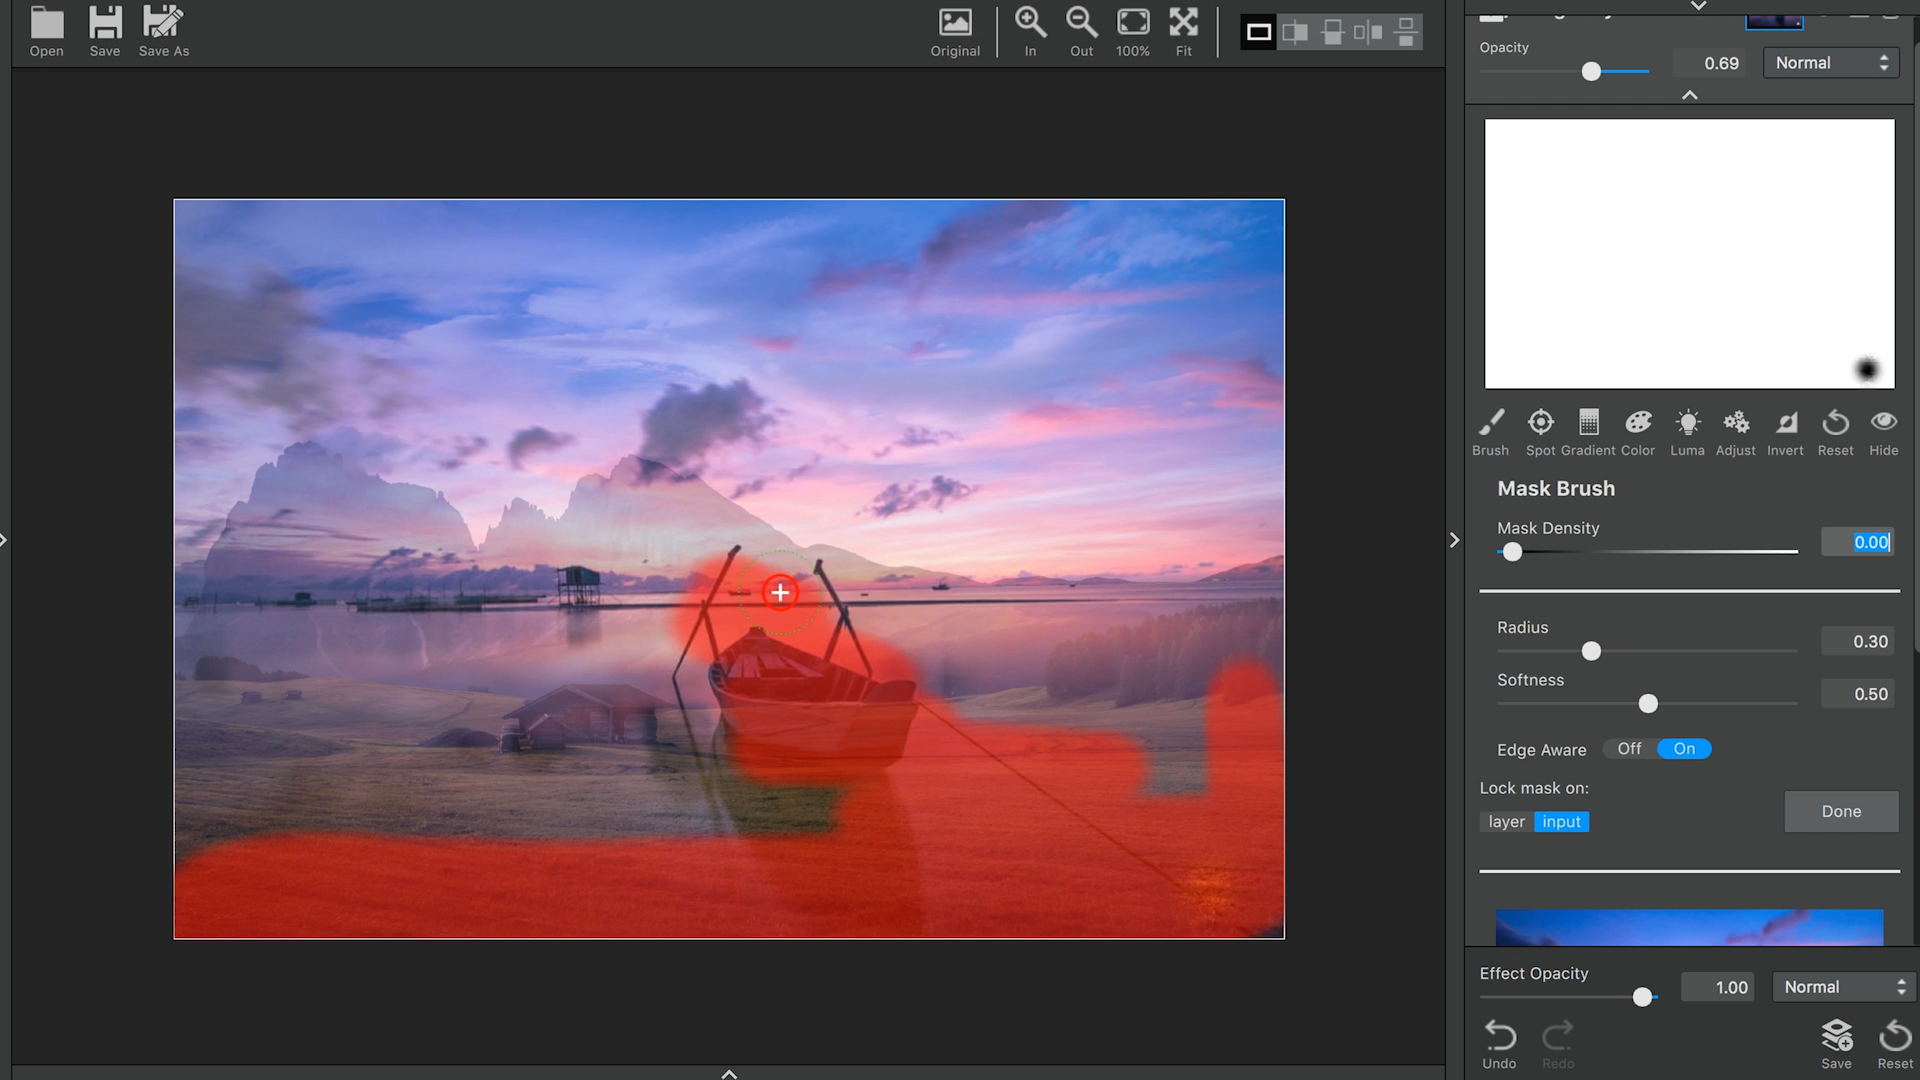 Open Save Save As Original In Out 100% Fit
Opacity
0.69 Normal
Brush Spot Gradient Color Luma Adjust Invert Reset Hide
Mask Brush
Mask Density
0.00
Radius
0.30
Softness
0.50
Edge Aware Off On
Lock mask on:
layer input Done
Effect Opacity
1.00 Normal
Undo Redo Save Reset